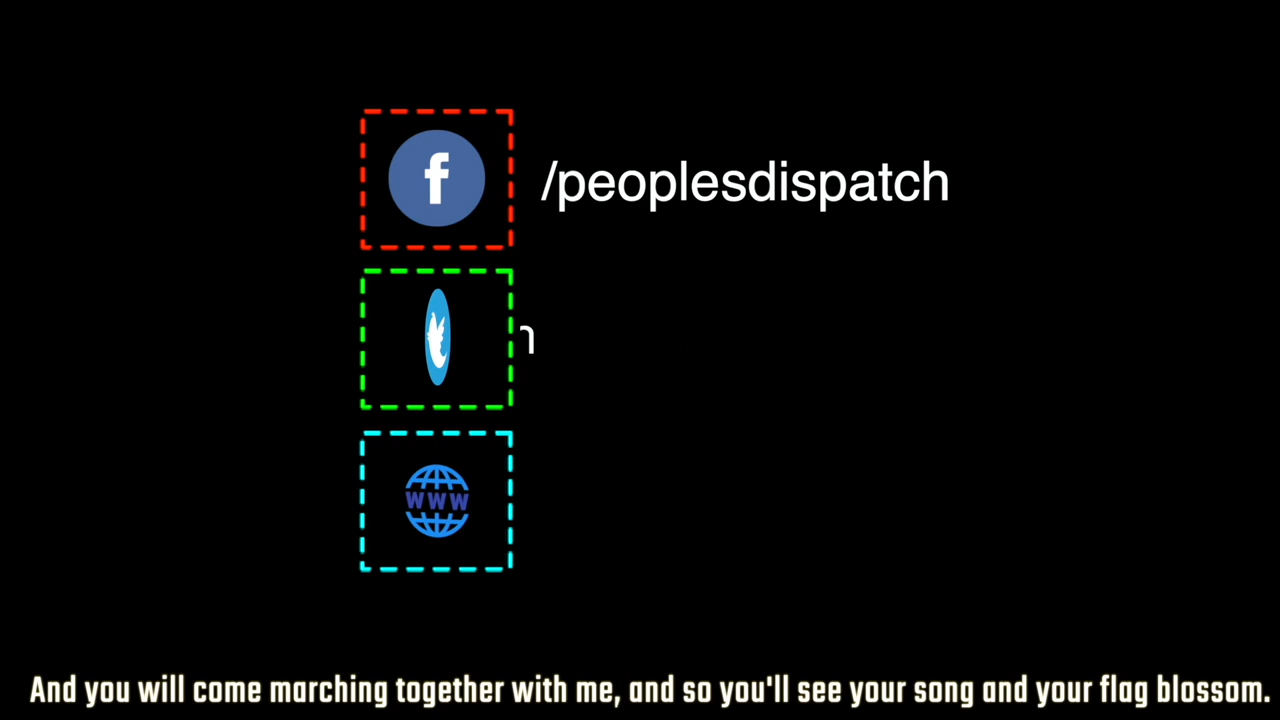 f
/peoplesdispatch
WWW
And you will come marching together with me, and so you'll see your song and your flag blossom.